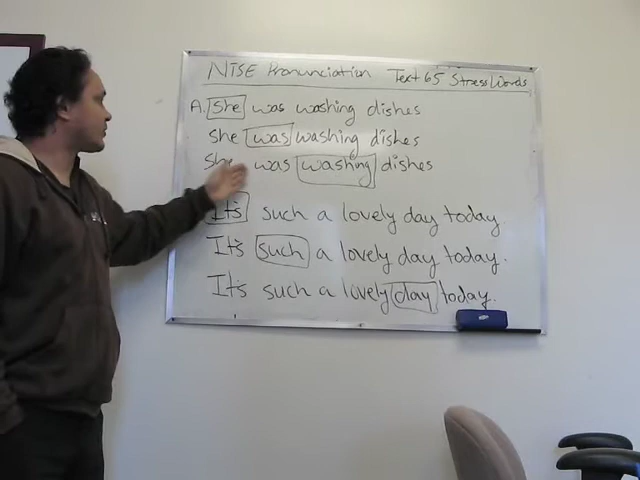 NTSE Pronunciation Text 65 Stress Words
A. She was washing dishes
she was washing dishes
she was washing dishes
It's such a lovely day today.
It's such a lovely day today.
It's such a lovely day today.